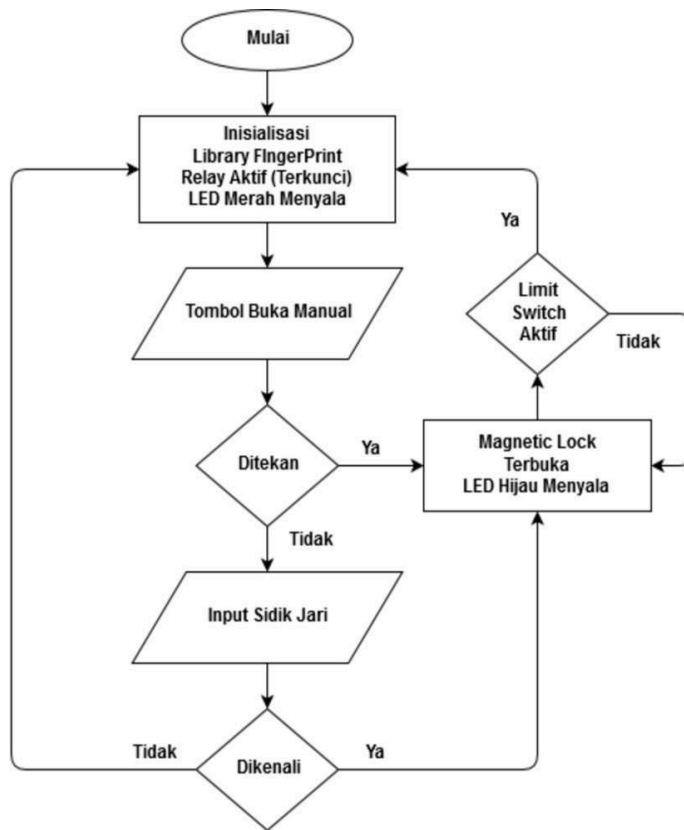 Mulai
Inisialisasi
Library FIngerPrint
Relay Aktif (Terkunci)
LED Merah Menyala
Ya
Tombol Buka Manual
Limit
Switch
Aktif
Tidak
Ditekan
Ya
Magnetic Lock
Terbuka
LED Hijau Menyala
Tidak
Input Sidik Jari
Tidak
Dikenali
Ya